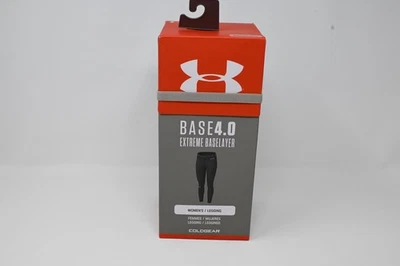 BASE4.0
EXTREME BASELAYER
WOMEN'S / LEGGING
COLDGEAR